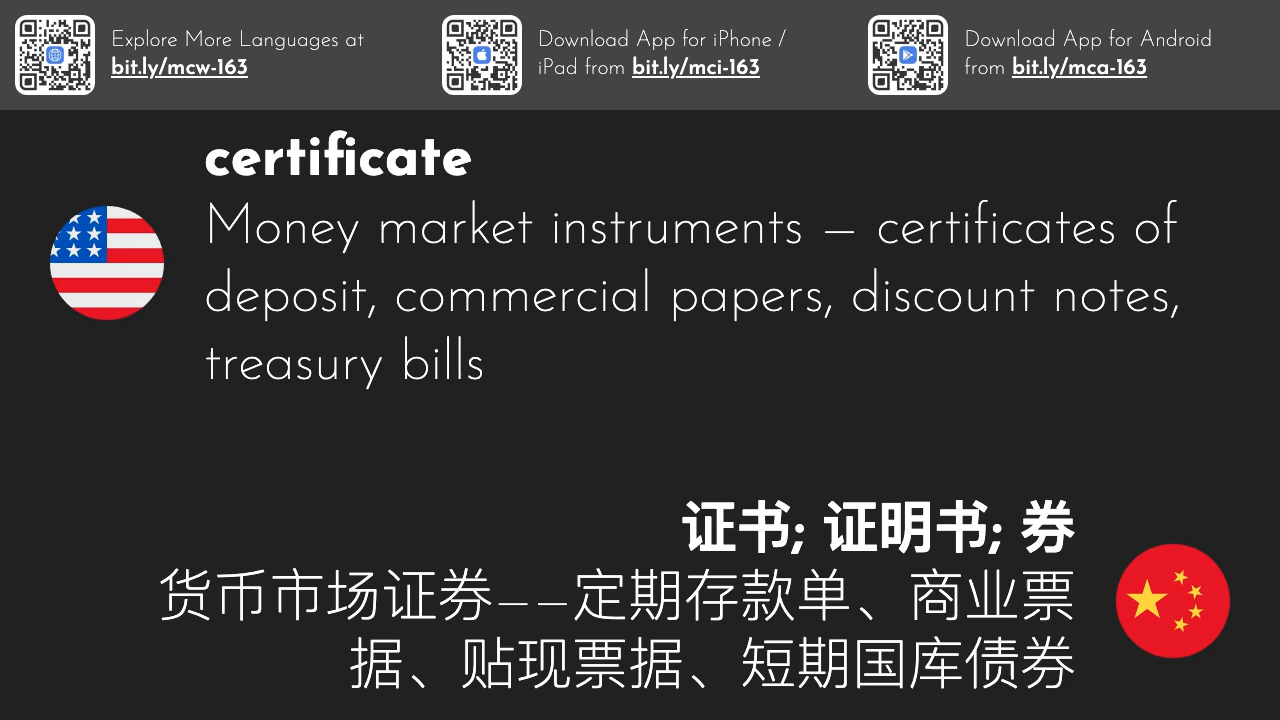 Explore More Languages at
bit.ly/mcw-163
Download App for iPhone /
iPad from bit.ly/mci-163
Download App for Android
from bit.ly/mca-163
certificate
Money market instruments — certificates of
deposit, commercial papers, discount notes,
treasury bills
证书; 证明书; 券
货币市场证券——定期存款单、商业票
据、贴现票据、短期国库债券